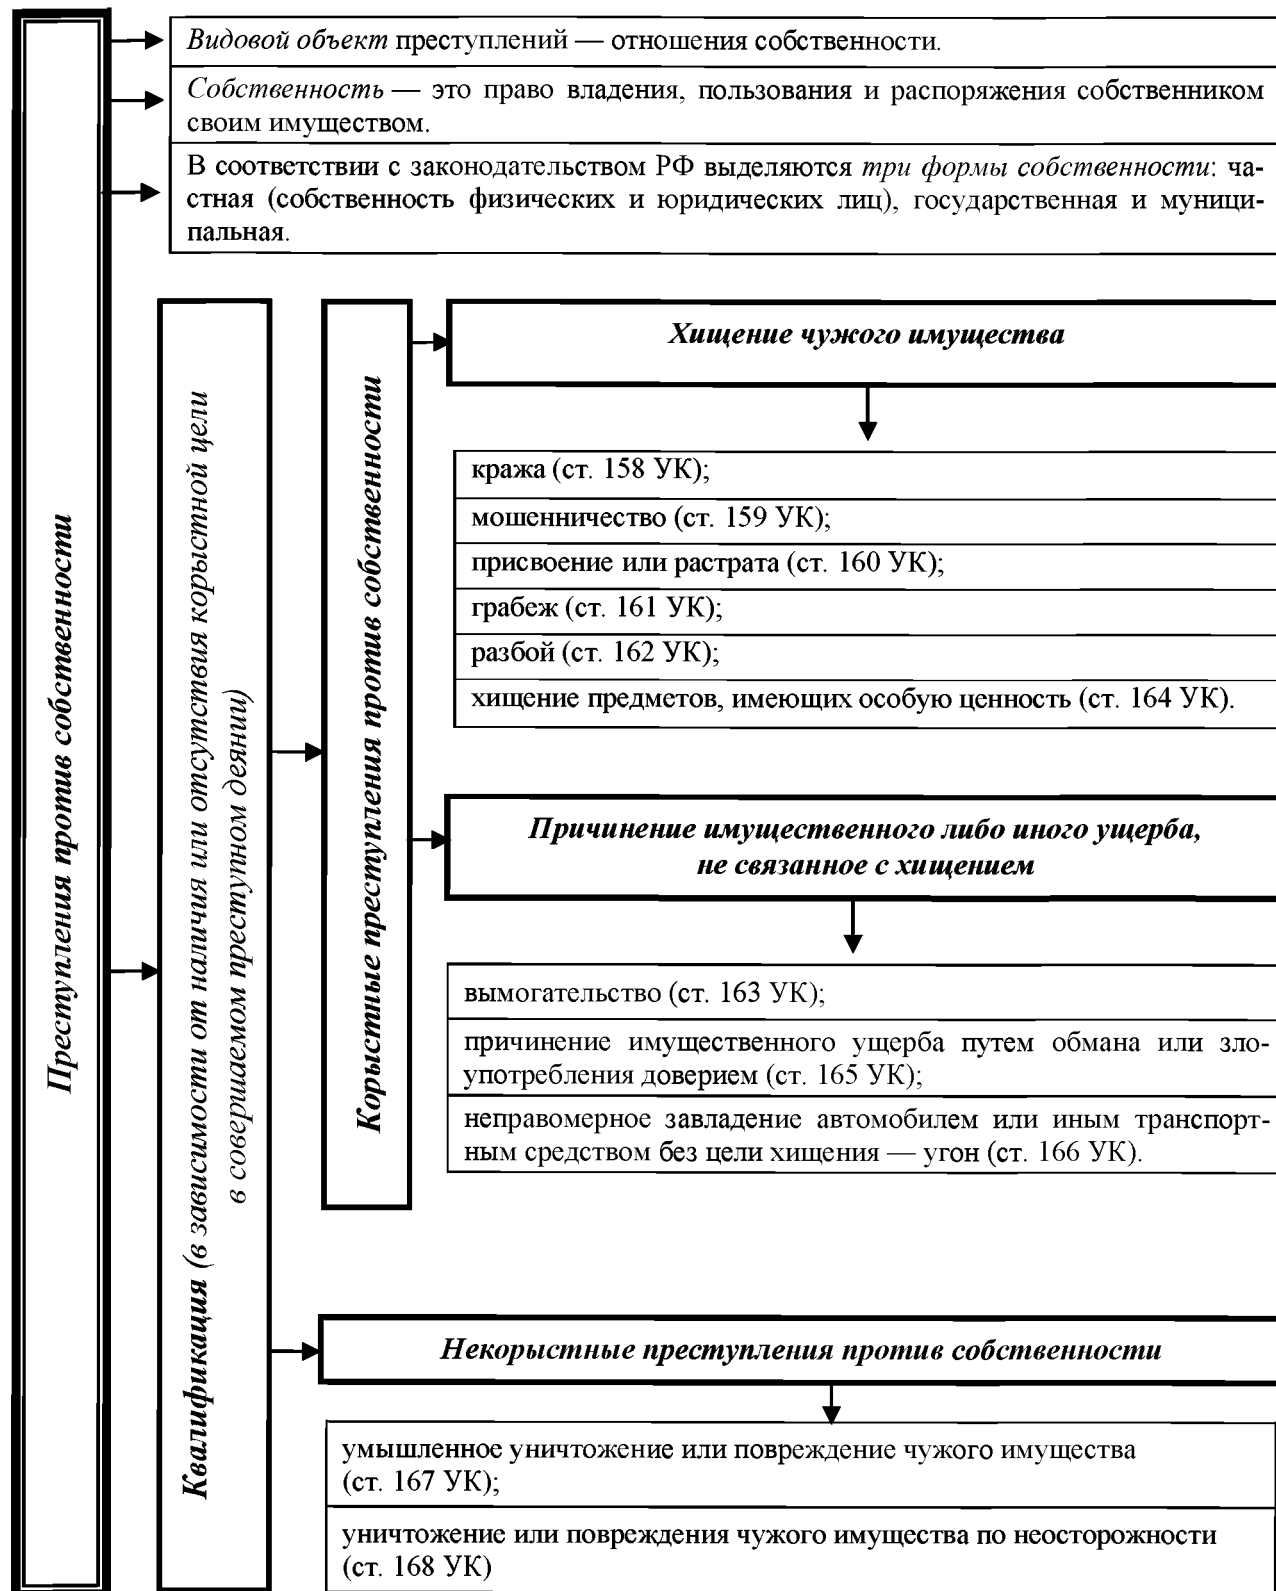 Преступления против собственности
Видовой объект преступлений — отношения собственности.
Собственность — это право владения, пользования и распоряжения собственником
своим имуществом.
В соответствии с законодательством РФ выделяются три формы собственности: ча-
стная (собственность физических и юридических лиц), государственная и муници-
пальная.
Квалификация (в зависимости от наличия или отсутствия корыстной цели
в совершаемом преступном деянии)
Корыстные преступления против собственности
Хищение чужого имущества
кража (ст. 158 УК);
мошенничество (ст. 159 УК);
присвоение или растрата (ст. 160 УК);
грабеж (ст. 161 УК);
разбой (ст. 162 УК);
хищение предметов, имеющих особую ценность (ст. 164 УК).
Причинение имущественного либо иного ущерба,
не связанное с хищением
вымогательство (ст. 163 УК);
причинение имущественного ущерба путем обмана или зло-
употребления доверием (ст. 165 УК);
неправомерное завладение автомобилем или иным транспорт-
ным средством без цели хищения — угон (ст. 166 УК).
Некорыстные преступления против собственности
умышленное уничтожение или повреждение чужого имущества
(ст. 167 УК);
уничтожение или повреждения чужого имущества по неосторожности
(ст. 168 УК)